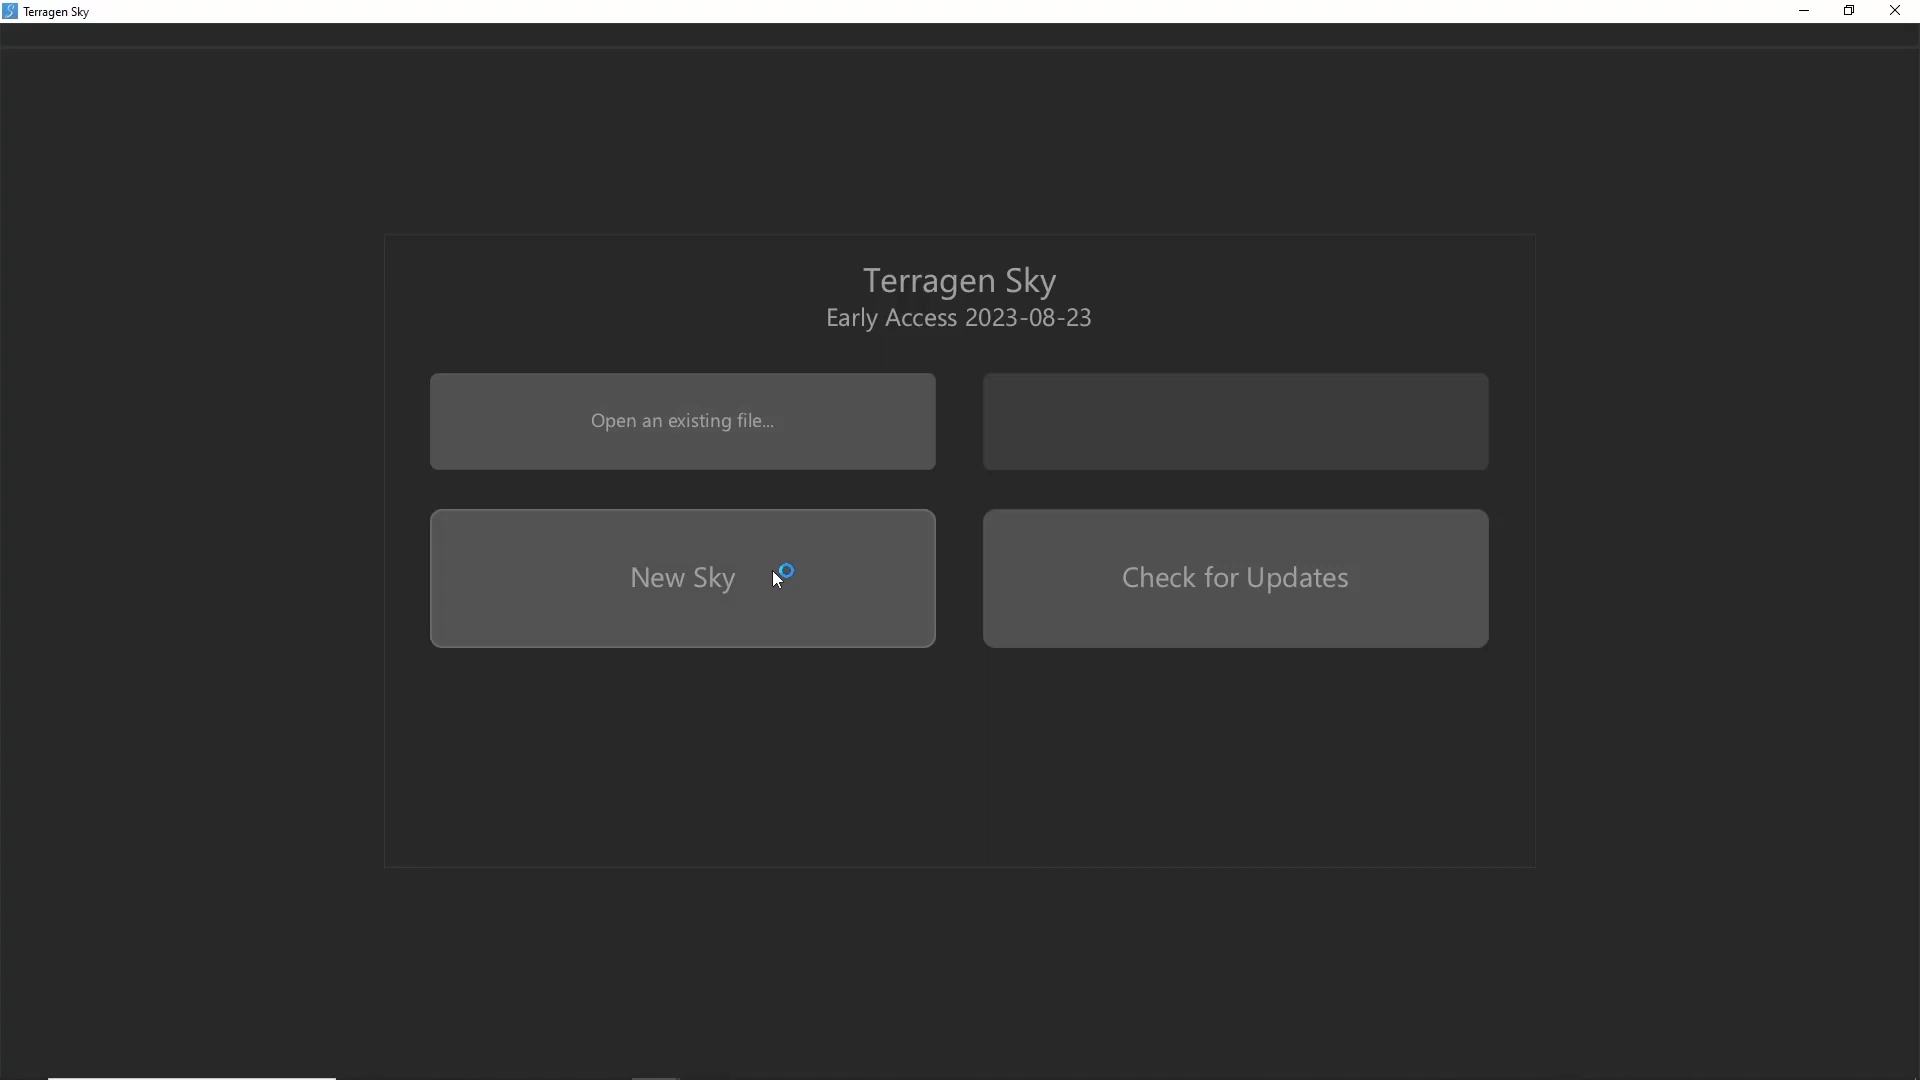 Terragen Sky
Terragen Sky
Early Access 2023-08-23
Open an existing file...
New Sky
Check for Updates